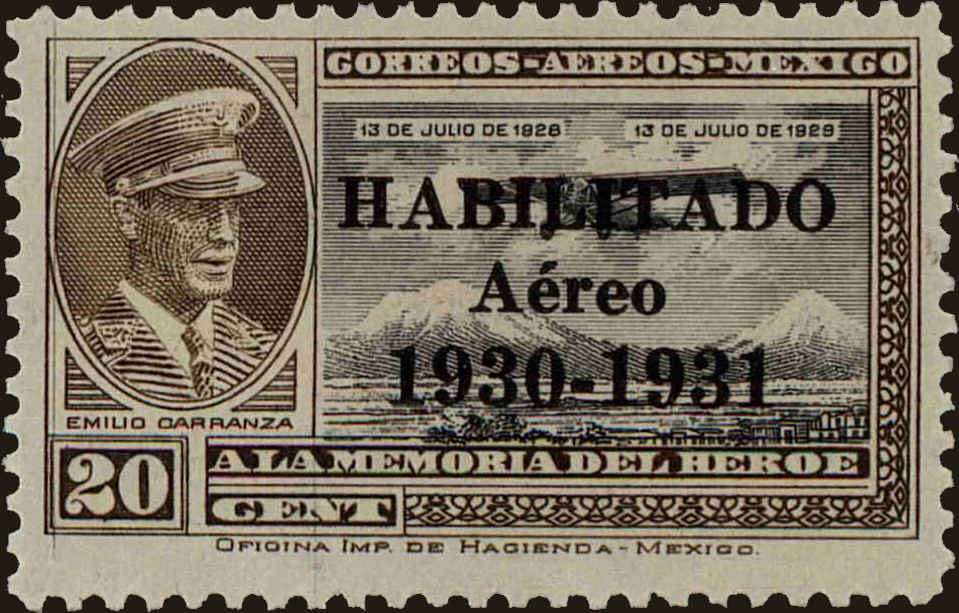 CORREOS-AEREOS-MEXICO
13 DE JULIO DE 1928 13 DE JULIO DE 1929
HABILITADO
Aéreo
1930-1931
EMILIO CARRANZA
20 A LA MEMORIA DEL HEROE
CENT
OFICINA IMP. DE HACIENDA-MEXICO.